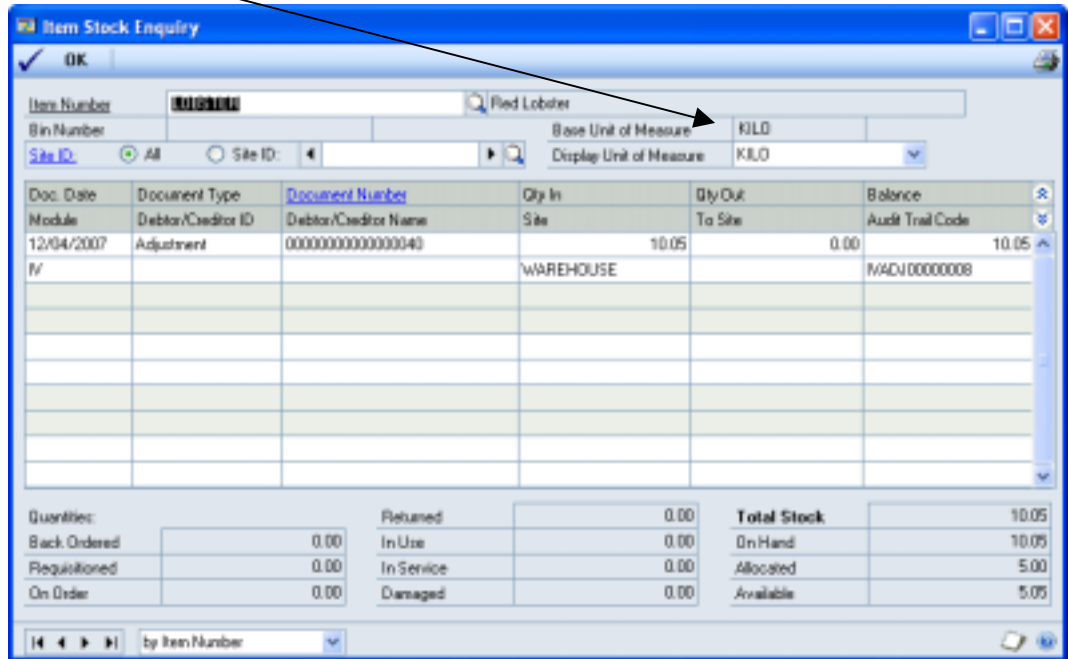 Item Stock Enquiry
OK
Item Number LOBSTER Red Lobster
Bin Number Base Unit of Measure KILO
Site ID: All Site ID: Display Unit of Measure KILO
Doc. Date Document Type Document Number Qty In Qty Out Balance
Module Debtor/Creditor ID Debtor/Creditor Name Site To Site Audit Trail Code
12/04/2007 Adjustment 00000000000000040 10.05 0.00 10.05
IV WAREHOUSE IVADJ00000008
Quantities: Returned 0.00 Total Stock 10.05
Back Ordered 0.00 In Use 0.00 On Hand 10.05
Requisitioned 0.00 In Service 0.00 Allocated 5.00
On Order 0.00 Damaged 0.00 Available 5.05
by Item Number